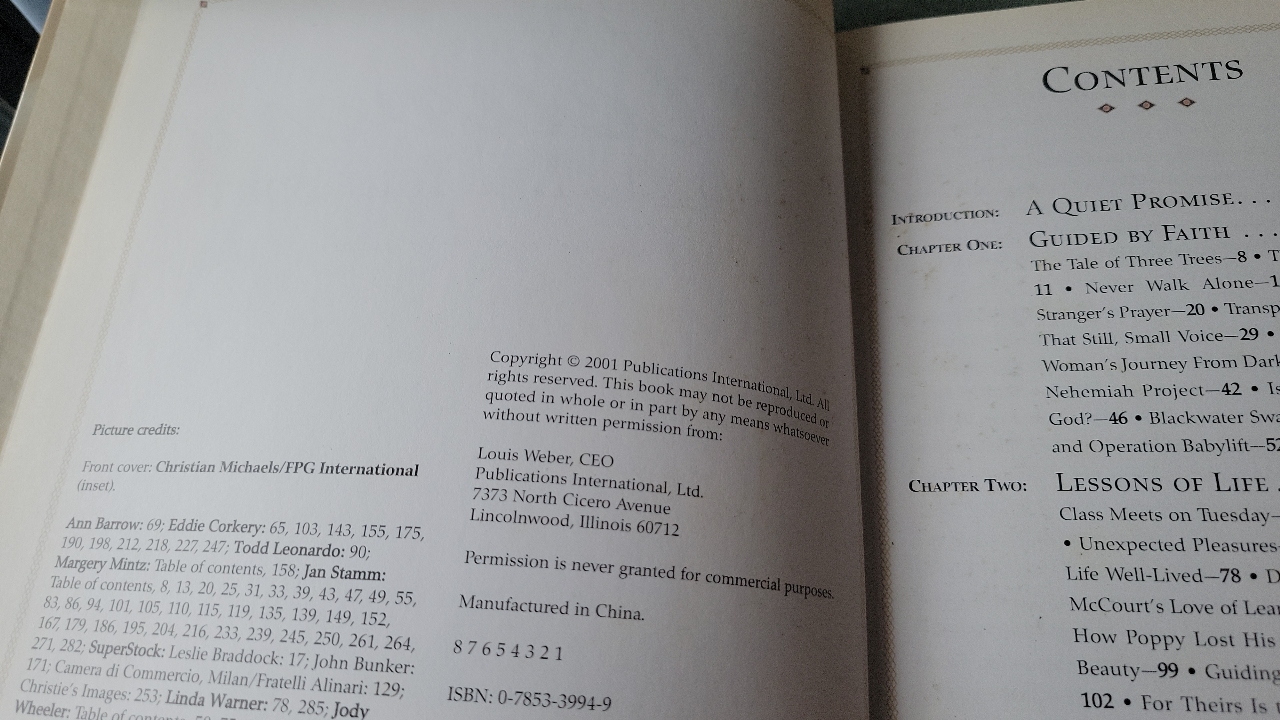 Picture credits:
Front cover: Christian Michaels/FPG International
(inset).
Ann Barrow: 69; Eddie Corkery: 65, 103, 143, 155, 175,
190, 198, 212, 218, 227, 247; Todd Leonardo: 90;
Margery Mintz: Table of contents, 158; Jan Stamm:
Table of contents, 8, 13, 20, 25, 31, 33, 39, 43, 47, 49, 55,
83, 86, 94, 101, 105, 110, 115, 119, 135, 139, 149, 152,
167, 179, 186, 195, 204, 216, 233, 239, 245, 250, 261, 264,
271, 282; SuperStock: Leslie Braddock: 17; John Bunker:
171; Camera di Commercio, Milan/Fratelli Alinari: 129;
Christie's Images: 253; Linda Warner: 78, 285; Jody
Wheeler: Table of contents,
Copyright © 2001 Publications International, Ltd. All
rights reserved. This book may not be reproduced or
quoted in whole or in part by any means whatsoever
without written permission from:
Louis Weber, CEO
Publications International, Ltd.
7373 North Cicero Avenue
Lincolnwood, Illinois 60712
Permission is never granted for commercial purposes.
Manufactured in China.
8 7 6 5 4 3 2 1
ISBN: 0-7853-3994-9
CONTENTS
INTRODUCTION: A QUIET PROMISE. . .
CHAPTER ONE: GUIDED BY FAITH . . .
The Tale of Three Trees—8 • T
11 • Never Walk Alone—1
Stranger's Prayer—20 • Transp
That Still, Small Voice—29 •
Woman's Journey From Dark
Nehemiah Project—42 • Is
God?—46 • Blackwater Swa
and Operation Babylift—52
CHAPTER TWO: LESSONS OF LIFE .
Class Meets on Tuesday—
• Unexpected Pleasures
Life Well-Lived—78 • D
McCourt's Love of Lear
How Poppy Lost His
Beauty—99 • Guiding
102 • For Theirs Is